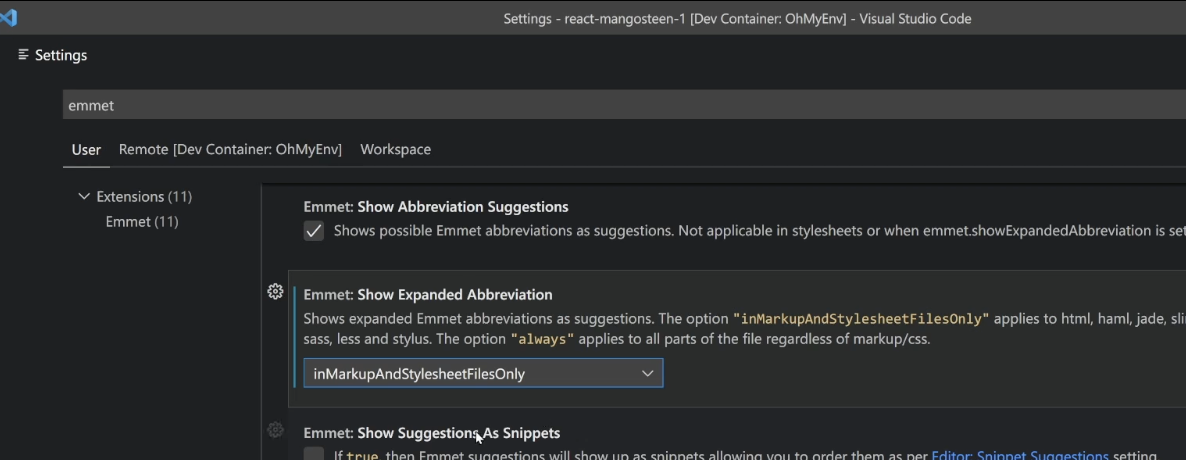 Settings - react-mangosteen-1 [Dev Container: OhMyEnv] - Visual Studio Code
Settings
emmet
User Remote [Dev Container: OhMyEnv] Workspace
Extensions (11)
Emmet (11)
Emmet: Show Abbreviation Suggestions
Shows possible Emmet abbreviations as suggestions. Not applicable in stylesheets or when emmet.showExpandedAbbreviation is set
Emmet: Show Expanded Abbreviation
Shows expanded Emmet abbreviations as suggestions. The option "inMarkupAndStylesheetFilesOnly" applies to html, haml, jade,
sass, less and stylus. The option "always" applies to all parts of the file regardless of markup/css.
inMarkupAndStylesheetFilesOnly
Emmet: Show Suggestions As Snippets
If true, then Emmet suggestions will show up as snippets allowing you to order them as per Editor: Snippet Suggestions setting.